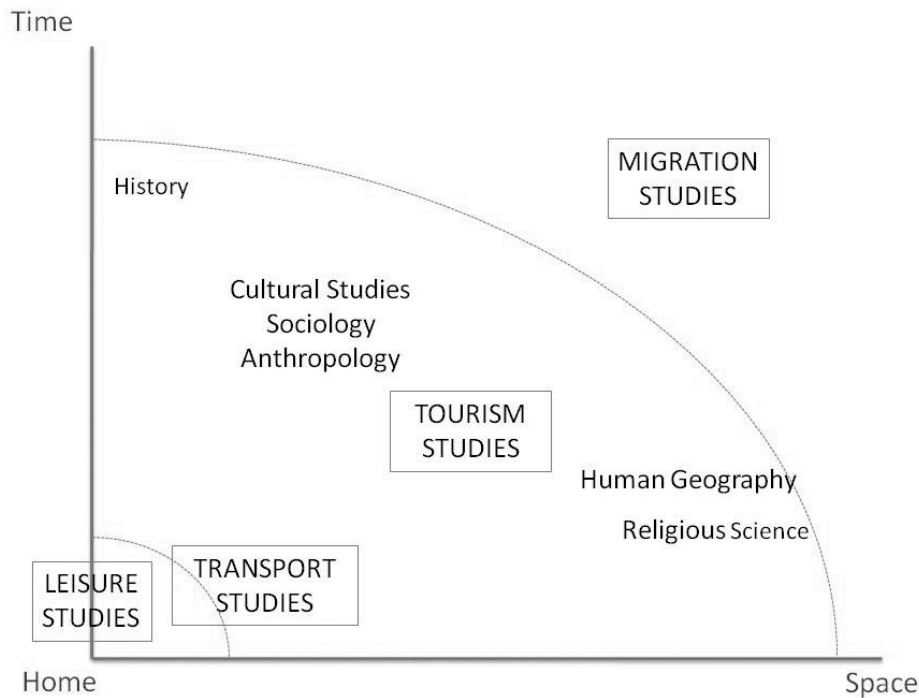 Time
MIGRATION
STUDIES
History
Cultural Studies
Sociology
Anthropology
TOURISM
STUDIES
Human Geography
Religious Science
LEISURE
STUDIES
TRANSPORT
STUDIES
Home
Space